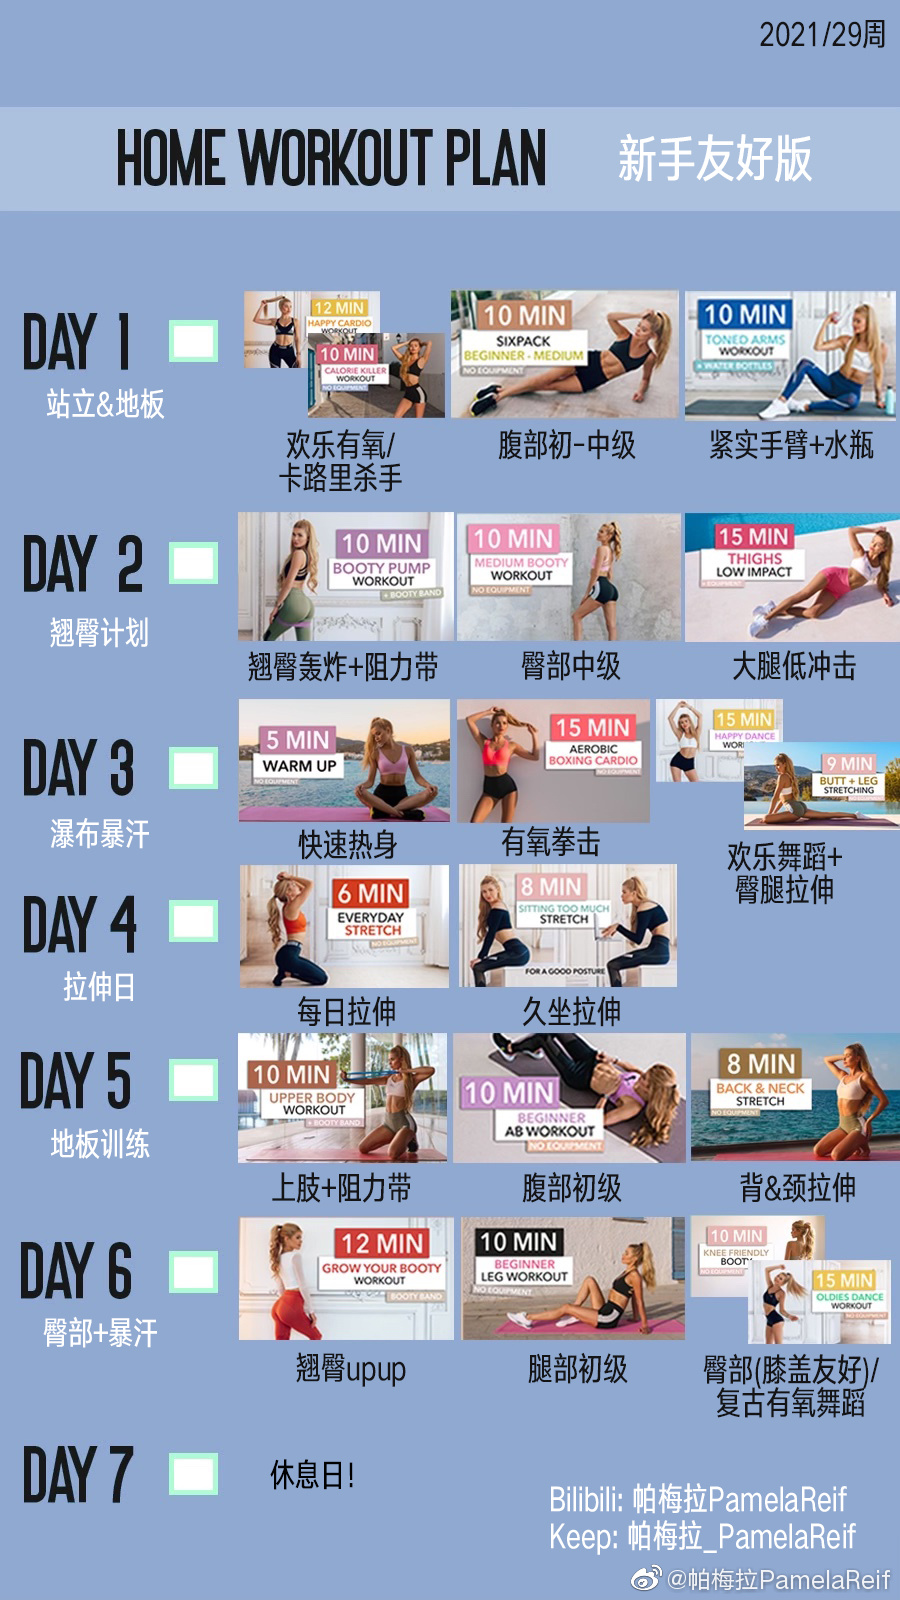 2021/29周
HOME WORKOUT PLAN 新手友好版
DAY 1
站立&地板
12 MIN
HAPPY CARDIO
WORKOUT
10 MIN
CALORIE KILLER
WORKOUT
NO EQUIPMENT
欢乐有氧/
卡路里杀手
10 MIN
SIXPACK
BEGINNER - MEDIUM
腹部初-中级
10 MIN
TONED ARMS
WORKOUT
+ WATER BOTTLES
紧实手臂+水瓶
DAY 2
翘臀计划
10 MIN
BOOTY PUMP
WORKOUT
+ BOOTY BAND
翘臀轰炸+阻力带
10 MIN
MEDIUM BOOTY
WORKOUT
NO EQUIPMENT
臀部中级
15 MIN
THIGHS
LOW IMPACT
大腿低冲击
DAY 3
瀑布暴汗
5 MIN
WARM UP
NO EQUIPMENT
快速热身
15 MIN
AEROBIC
BOXING CARDIO
NO EQUIPMENT
有氧拳击
15 MIN
HAPPY DANCE
9 MIN
BUTT + LEG
STRETCHING
欢乐舞蹈+
臀腿拉伸
DAY 4
拉伸日
6 MIN
EVERYDAY
STRETCH
NO EQUIPMENT
每日拉伸
8 MIN
SITTING TOO MUCH
STRETCH
FOR A GOOD POSTURE
久坐拉伸
DAY 5
地板训练
10 MIN
UPPER BODY
WORKOUT
+ BOOTY BAND
上肢+阻力带
10 MIN
BEGINNER
AB WORKOUT
NO EQUIPMENT
腹部初级
8 MIN
BACK & NECK
STRETCH
NO EQUIPMENT
背&颈拉伸
DAY 6
臀部+暴汗
12 MIN
GROW YOUR BOOTY
WORKOUT
BOOTY BAND
翘臀upup
10 MIN
BEGINNER
LEG WORKOUT
NO EQUIPMENT
腿部初级
10 MIN
KNEE FRIENDLY
BOOTY
NO EQUIPMENT
15 MIN
OLDIES DANCE
WORKOUT
臀部(膝盖友好)/
复古有氧舞蹈
DAY 7
休息日!
Bilibili: 帕梅拉PamelaReif
Keep: 帕梅拉_PamelaReif
@帕梅拉PamelaReif